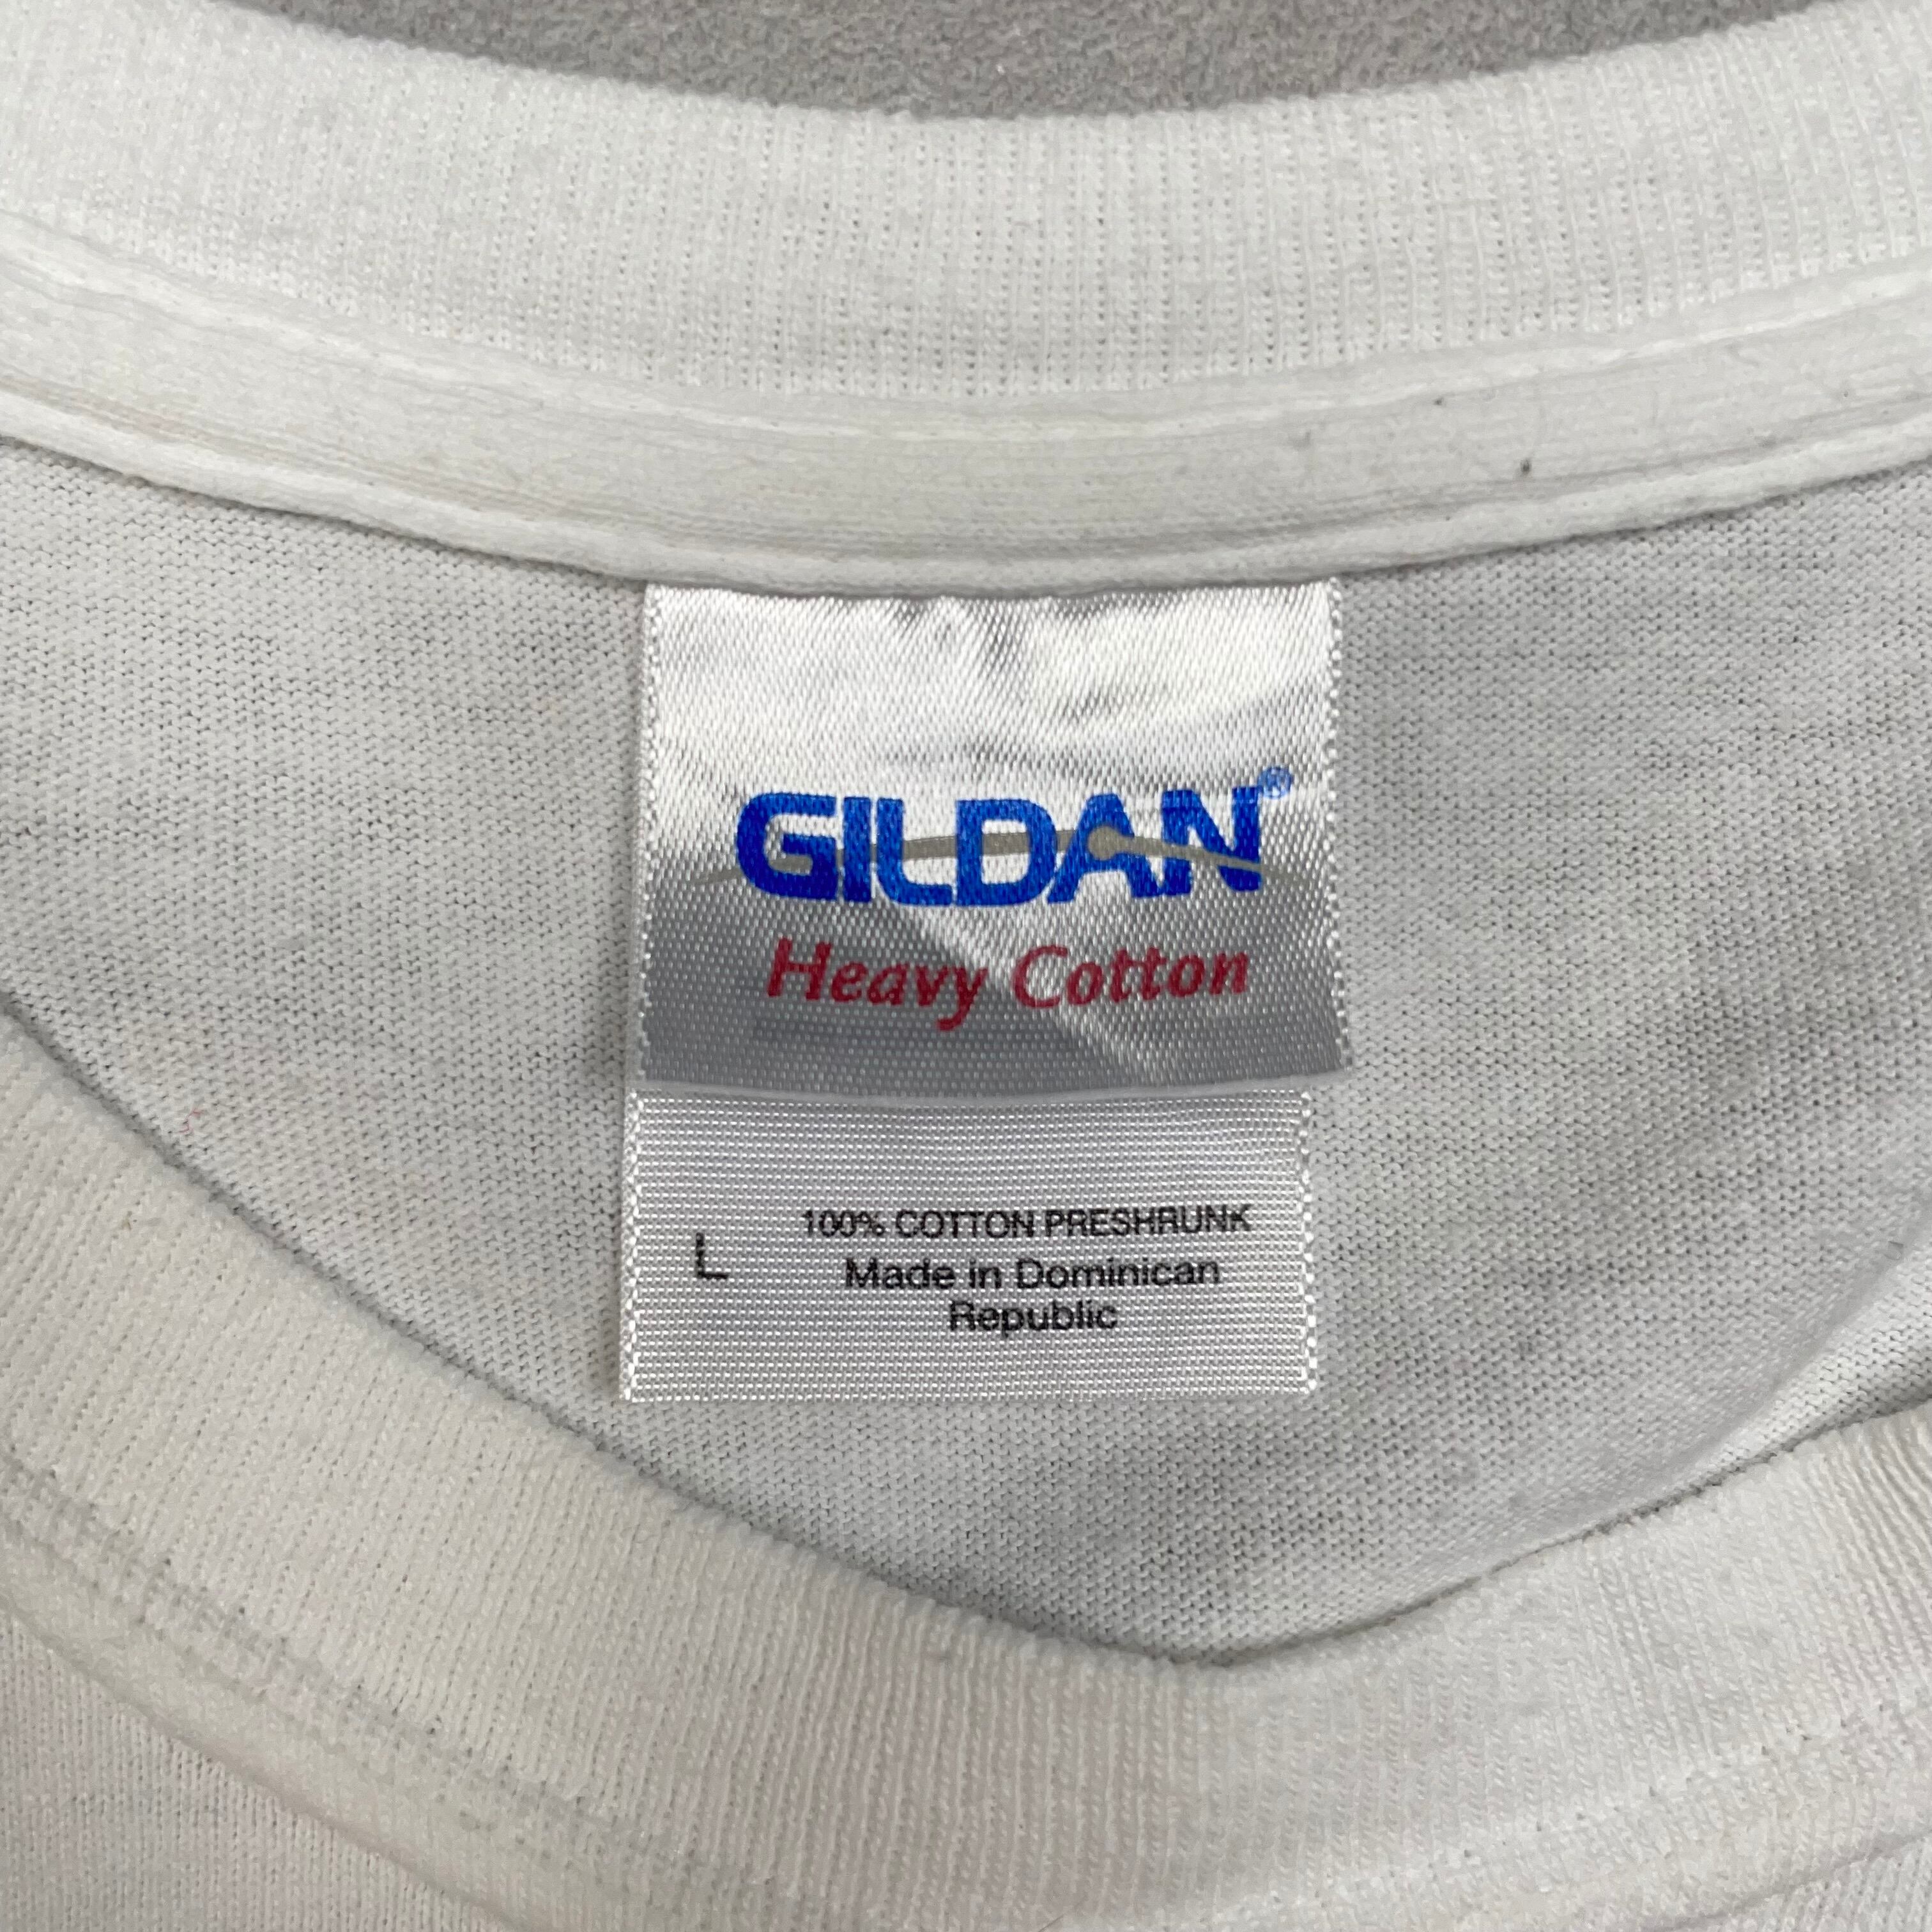 GILDAN®
Heavy Cotton
L
100% COTTON PRESHRUNK
Made in Dominican
Republic